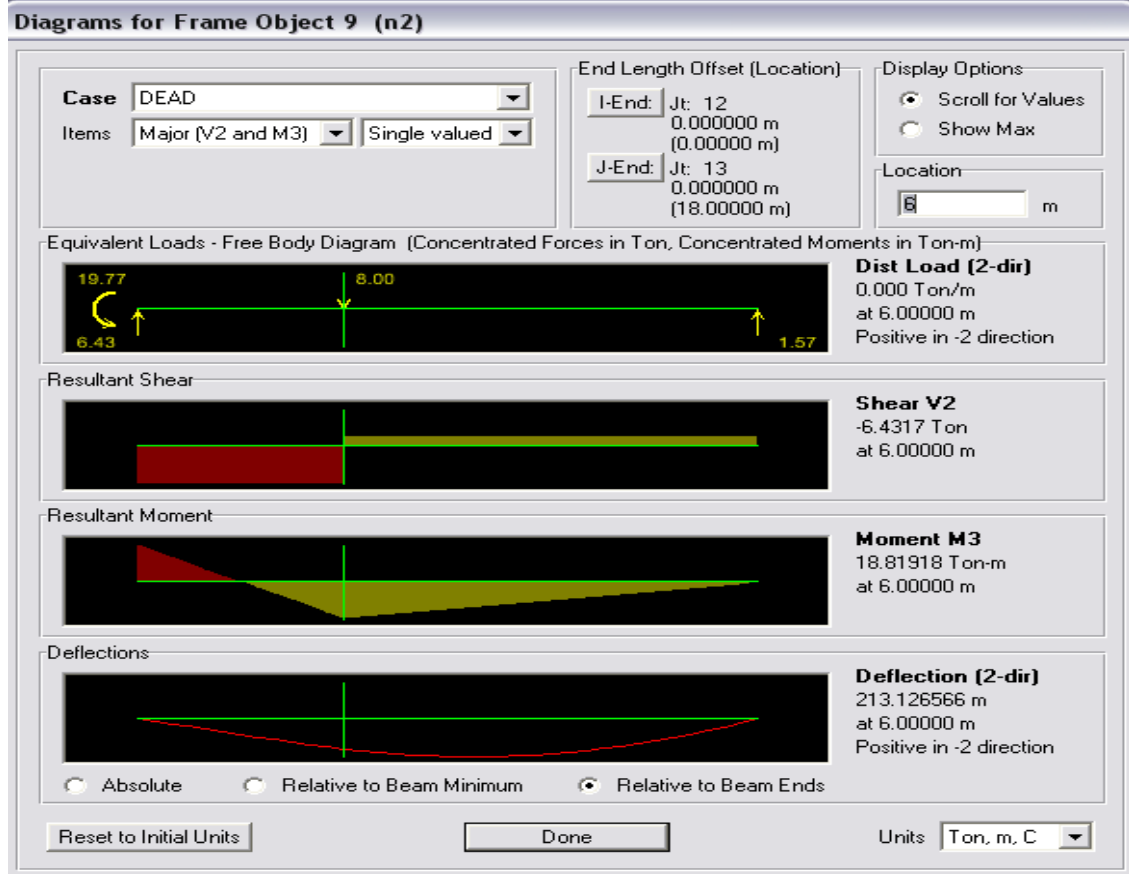 Diagrams for Frame Object 9 (n2)
Case DEAD
Items Major (V2 and M3) Single valued
End Length Offset (Location)
I-End: Jt: 12
0.000000 m
(0.00000 m)
J-End: Jt: 13
0.000000 m
(18.00000 m)
Display Options
Scroll for Values
Show Max
Location
6 m
Equivalent Loads - Free Body Diagram (Concentrated Forces in Ton, Concentrated Moments in Ton-m)
19.77
8.00
6.43
1.57
Dist Load (2-dir)
0.000 Ton/m
at 6.00000 m
Positive in -2 direction
Resultant Shear
Shear V2
-6.4317 Ton
at 6.00000 m
Resultant Moment
Moment M3
18.81918 Ton-m
at 6.00000 m
Deflections
Deflection (2-dir)
213.126566 m
at 6.00000 m
Positive in -2 direction
Absolute Relative to Beam Minimum Relative to Beam Ends
Reset to Initial Units Done Units Ton, m, C